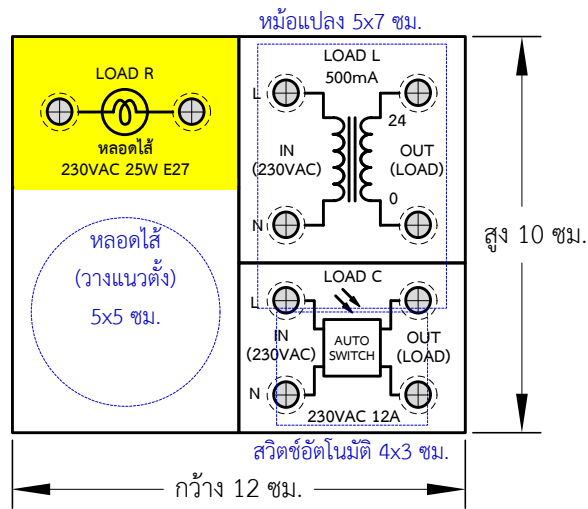 หม้อแปลง 5x7 ซม.
LOAD R
หลอดไส้
230VAC 25W E27
LOAD L
500mA
L
24
IN
(230VAC)
OUT
(LOAD)
0
N
หลอดไส้
(วางแนวตั้ง)
5x5 ซม.
สูง 10 ซม.
LOAD C
L
IN
(230VAC)
AUTO
SWITCH
OUT
(LOAD)
N
230VAC 12A
สวิตช์อัตโนมัติ 4x3 ซม.
กว้าง 12 ซม.